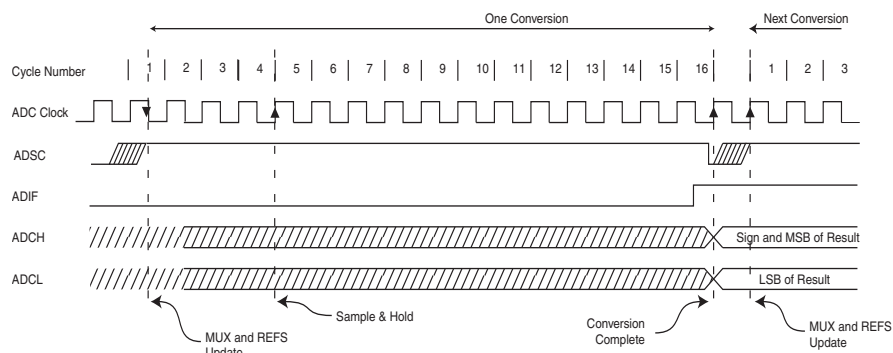 One Conversion Next Conversion
Cycle Number 1 2 3 4 5 6 7 8 9 10 11 12 13 14 15 16 1 2 3
ADC Clock
ADSC
ADIF
ADCH Sign and MSB of Result
ADCL LSB of Result
MUX and REFS
Update
Sample & Hold
Conversion
Complete
MUX and REFS
Update